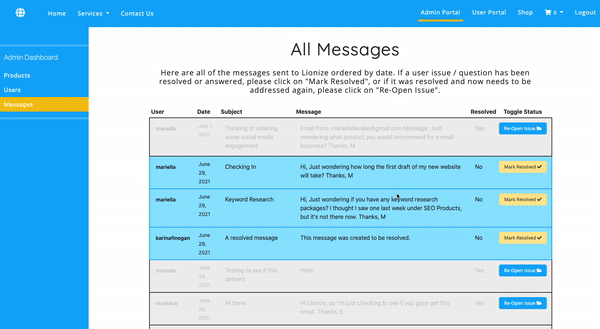 Home Services Contact Us Admin Portal User Portal Shop 0 Logout
Admin Dashboard
Products
Users
Messages
All Messages
Here are all of the messages sent to Lionize ordered by date. If a user issue / question has been
resolved or answered, please click on "Mark Resolved", or if it was resolved and now needs to
be addressed again, please click on "Re-Open Issue".
User Date Subject Message Resolved Toggle Status
mariella July 1, 2021 Thinking of ordering some social media engagement
Message: Just wondering what product you would recommend for a small business? Thanks, M Yes Re-Open Issue
mariella June 29, 2021 Checking In Hi, Just wondering how long the first draft of my new website will take? Thanks, M No Mark Resolved
mariella June 29, 2021 Keyword Research Hi, Just wondering if you have any keyword research packages? I thought I saw one last week under SEO Products, but it's not there now. Thanks, M No Mark Resolved
karinafinegan June 29, 2021 A resolved message This message was created to be resolved. No Mark Resolved
mariella June 29, 2021 Testing to see if this delivers Hello Yes Re-Open Issue
June 29, 2021 Hi there Hi Lionize, so I'm just checking to see if you guys get this email. Thanks, E Yes Re-Open Issue